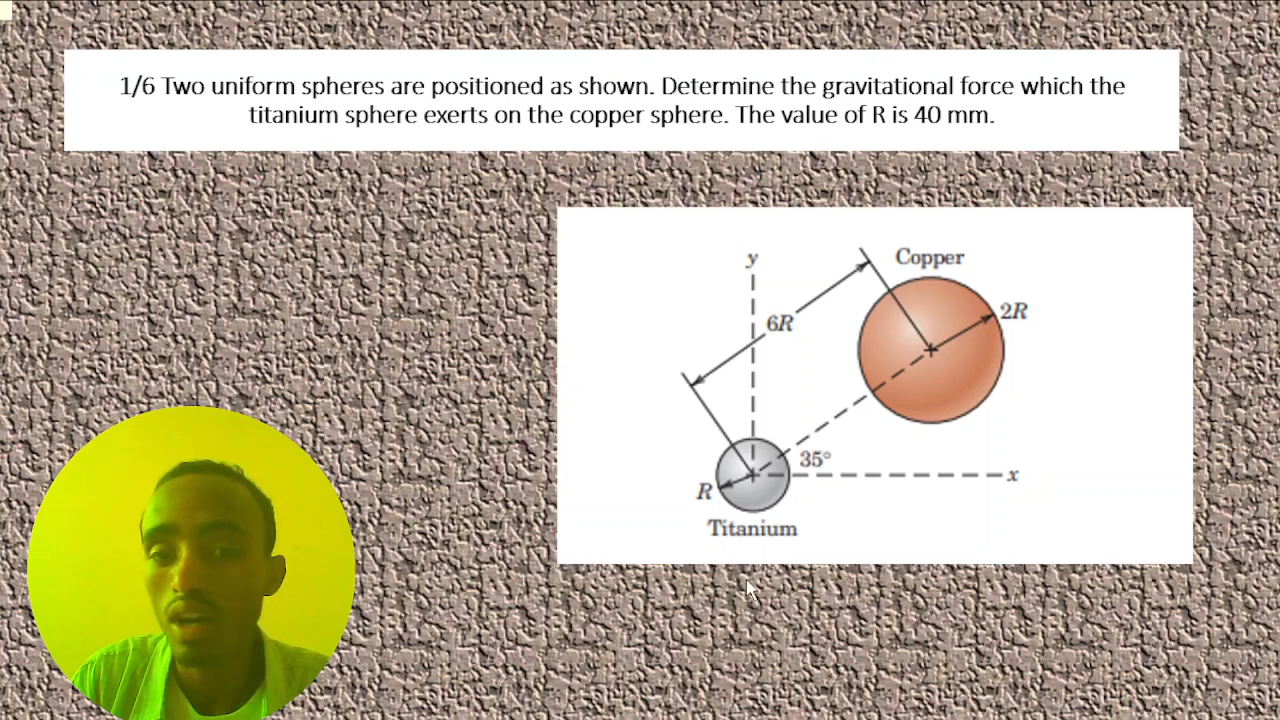 1/6 Two uniform spheres are positioned as shown. Determine the gravitational force which the
titanium sphere exerts on the copper sphere. The value of R is 40 mm.
y
Copper
6R
2R
35°
x
R
Titanium